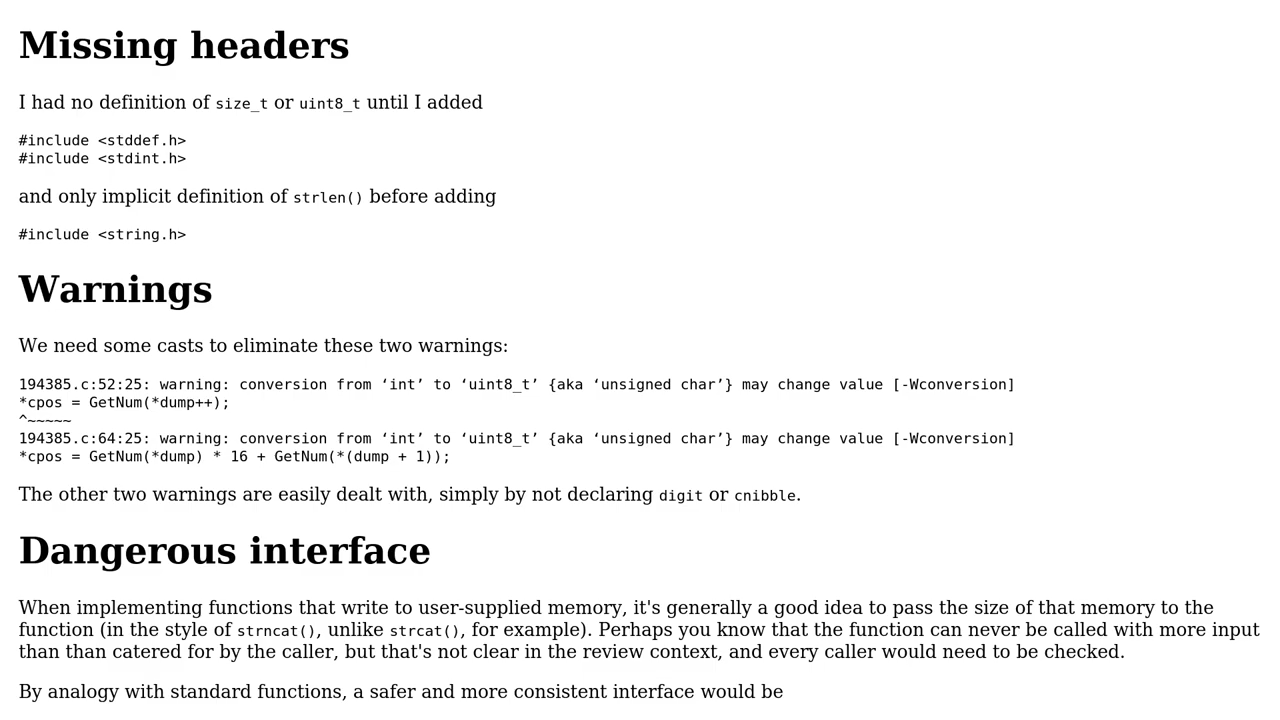 Missing headers
I had no definition of size_t or uint8_t until I added
#include <stddef.h>
#include <stdint.h>
and only implicit definition of strlen() before adding
#include <string.h>
Warnings
We need some casts to eliminate these two warnings:
194385.c:52:25: warning: conversion from ‘int’ to ‘uint8_t’ {aka ‘unsigned char’} may change value [-Wconversion]
*cpos = GetNum(*dump++);
^~~~~~
194385.c:64:25: warning: conversion from ‘int’ to ‘uint8_t’ {aka ‘unsigned char’} may change value [-Wconversion]
*cpos = GetNum(*dump) * 16 + GetNum(*(dump + 1));
The other two warnings are easily dealt with, simply by not declaring digit or cnibble.
Dangerous interface
When implementing functions that write to user-supplied memory, it's generally a good idea to pass the size of that memory to the
function (in the style of strncat(), unlike strcat(), for example). Perhaps you know that the function can never be called with more input
than than catered for by the caller, but that's not clear in the review context, and every caller would need to be checked.
By analogy with standard functions, a safer and more consistent interface would be